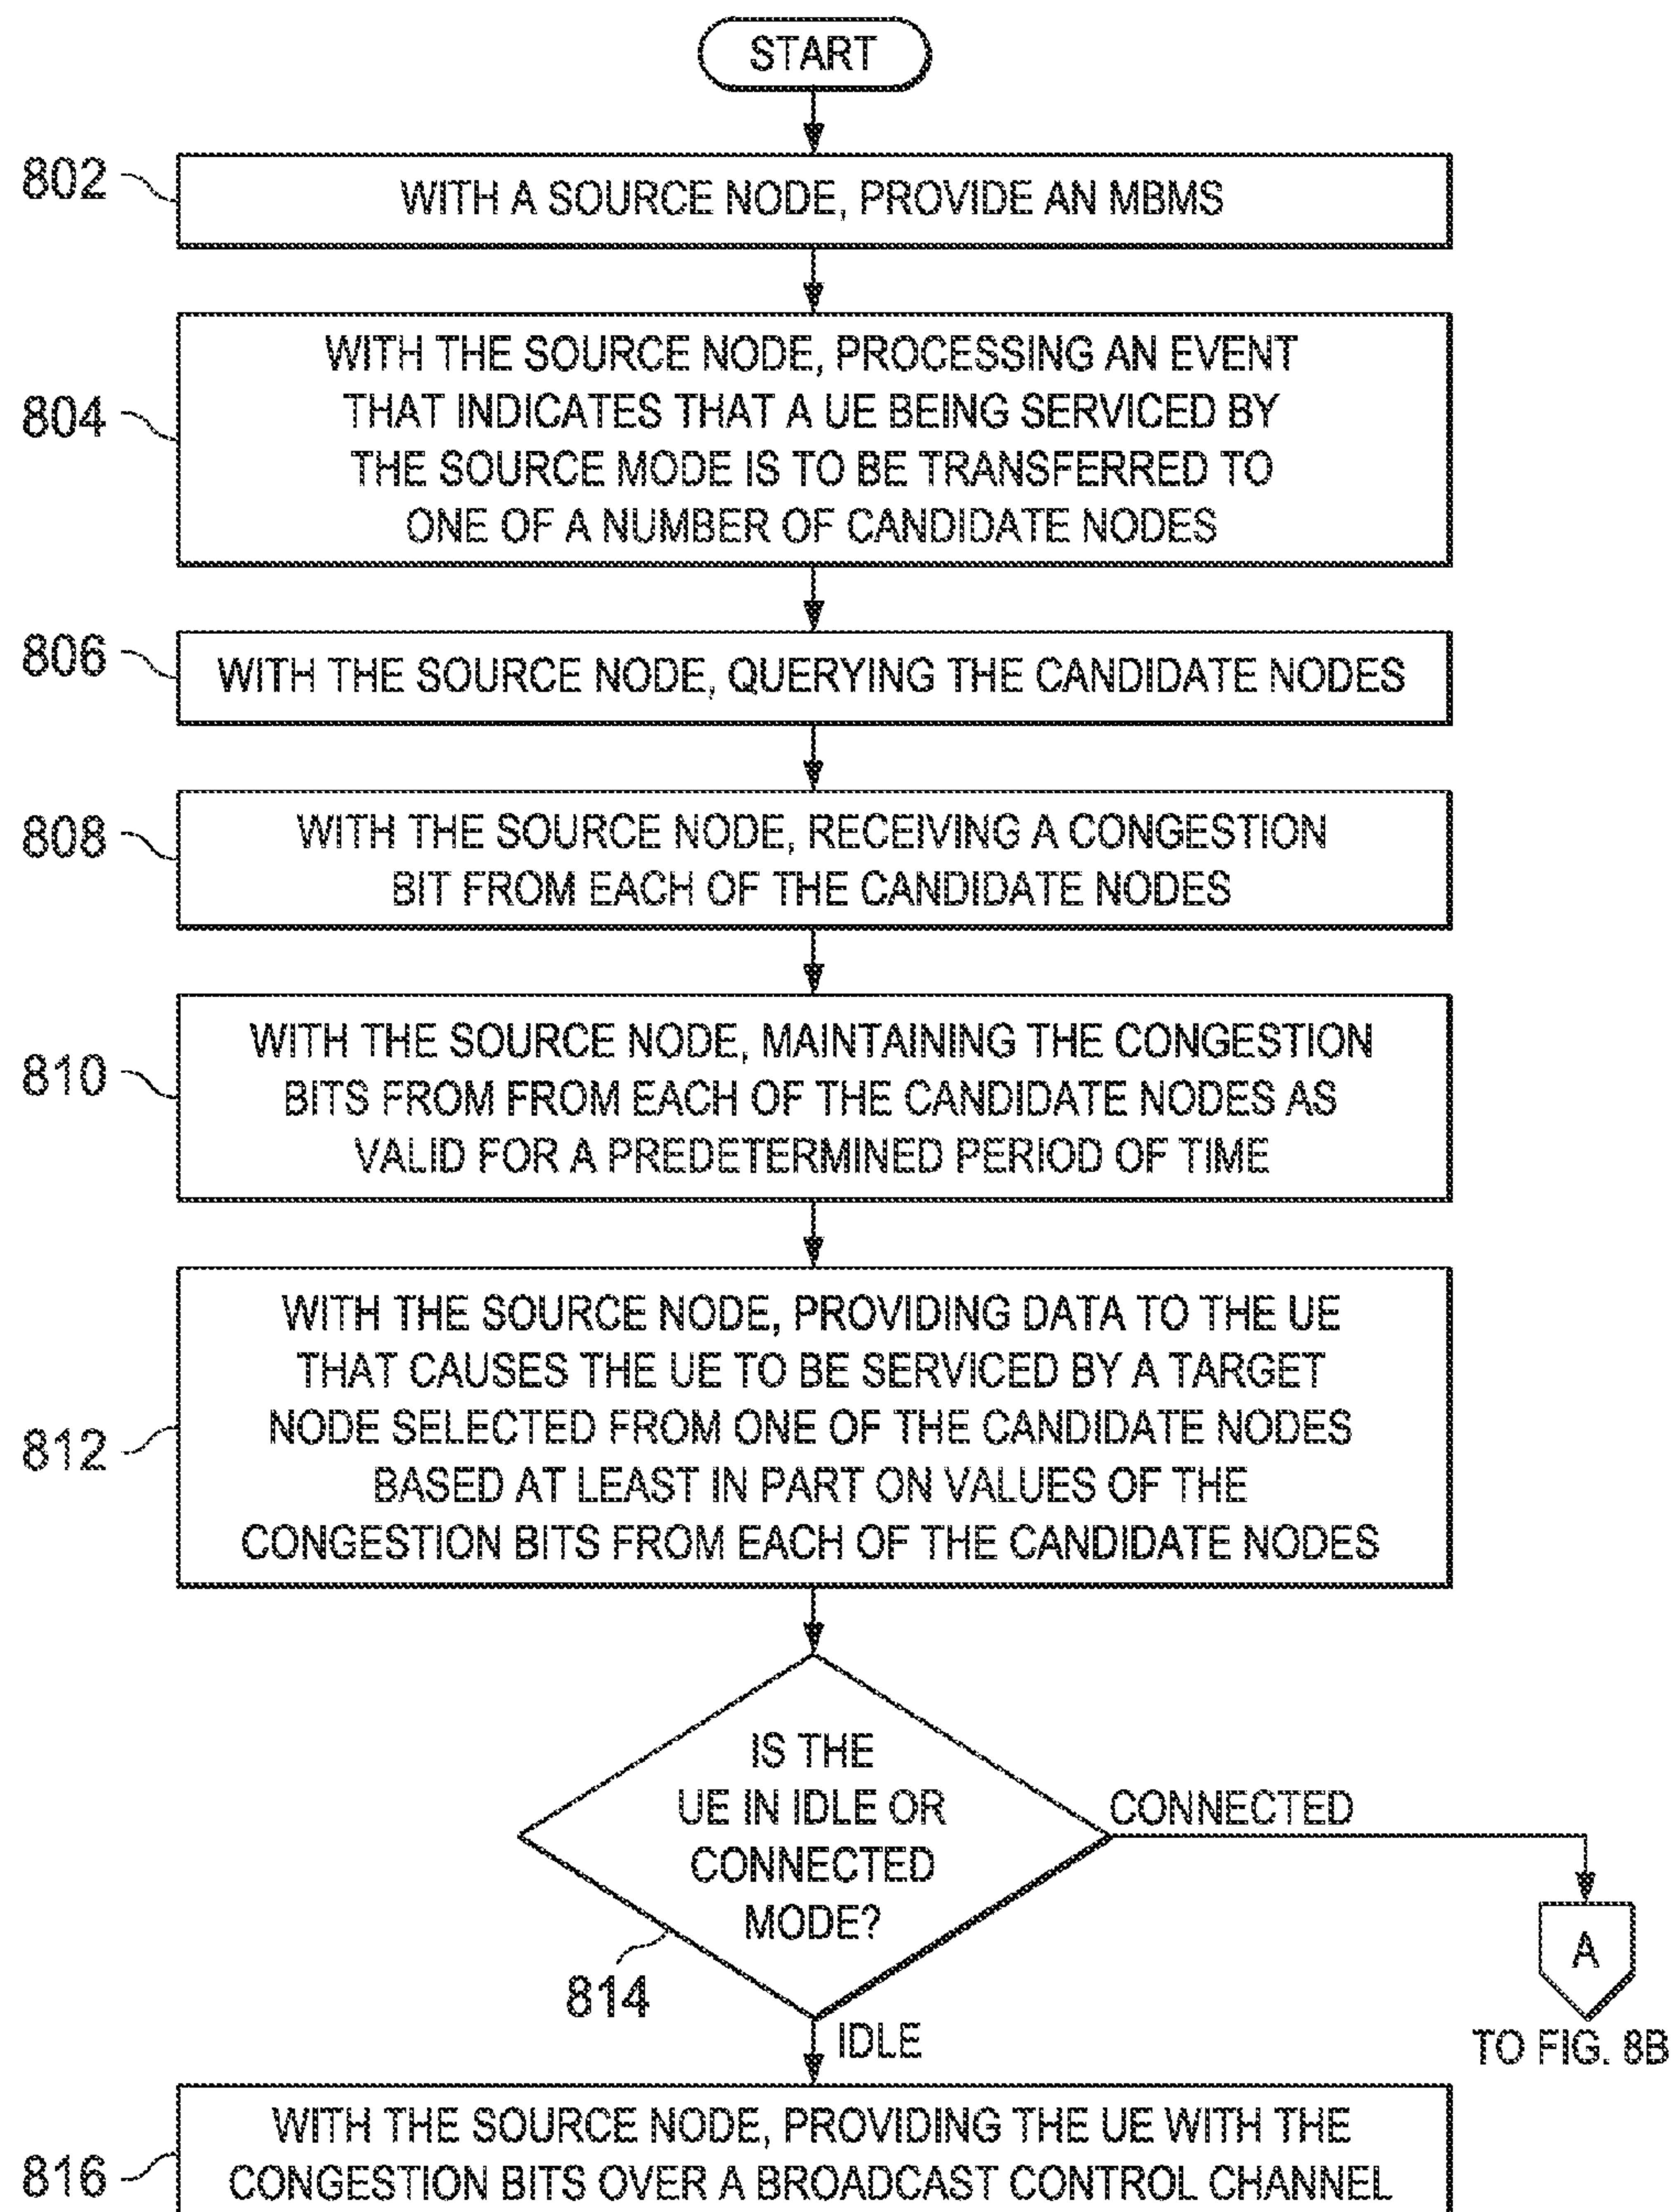 START
802
WITH A SOURCE NODE, PROVIDE AN MBMS
804
WITH THE SOURCE NODE, PROCESSING AN EVENT
THAT INDICATES THAT A UE BEING SERVICED BY
THE SOURCE MODE IS TO BE TRANSFERRED TO
ONE OF A NUMBER OF CANDIDATE NODES
806
WITH THE SOURCE NODE, QUERYING THE CANDIDATE NODES
808
WITH THE SOURCE NODE, RECEIVING A CONGESTION
BIT FROM EACH OF THE CANDIDATE NODES
810
WITH THE SOURCE NODE, MAINTAINING THE CONGESTION
BITS FROM FROM EACH OF THE CANDIDATE NODES AS
VALID FOR A PREDETERMINED PERIOD OF TIME
812
WITH THE SOURCE NODE, PROVIDING DATA TO THE UE
THAT CAUSES THE UE TO BE SERVICED BY A TARGET
NODE SELECTED FROM ONE OF THE CANDIDATE NODES
BASED AT LEAST IN PART ON VALUES OF THE
CONGESTION BITS FROM EACH OF THE CANDIDATE NODES
IS THE
UE IN IDLE OR
CONNECTED
MODE?
814
CONNECTED
A
TO FIG. 8B
IDLE
816
WITH THE SOURCE NODE, PROVIDING THE UE WITH THE
CONGESTION BITS OVER A BROADCAST CONTROL CHANNEL